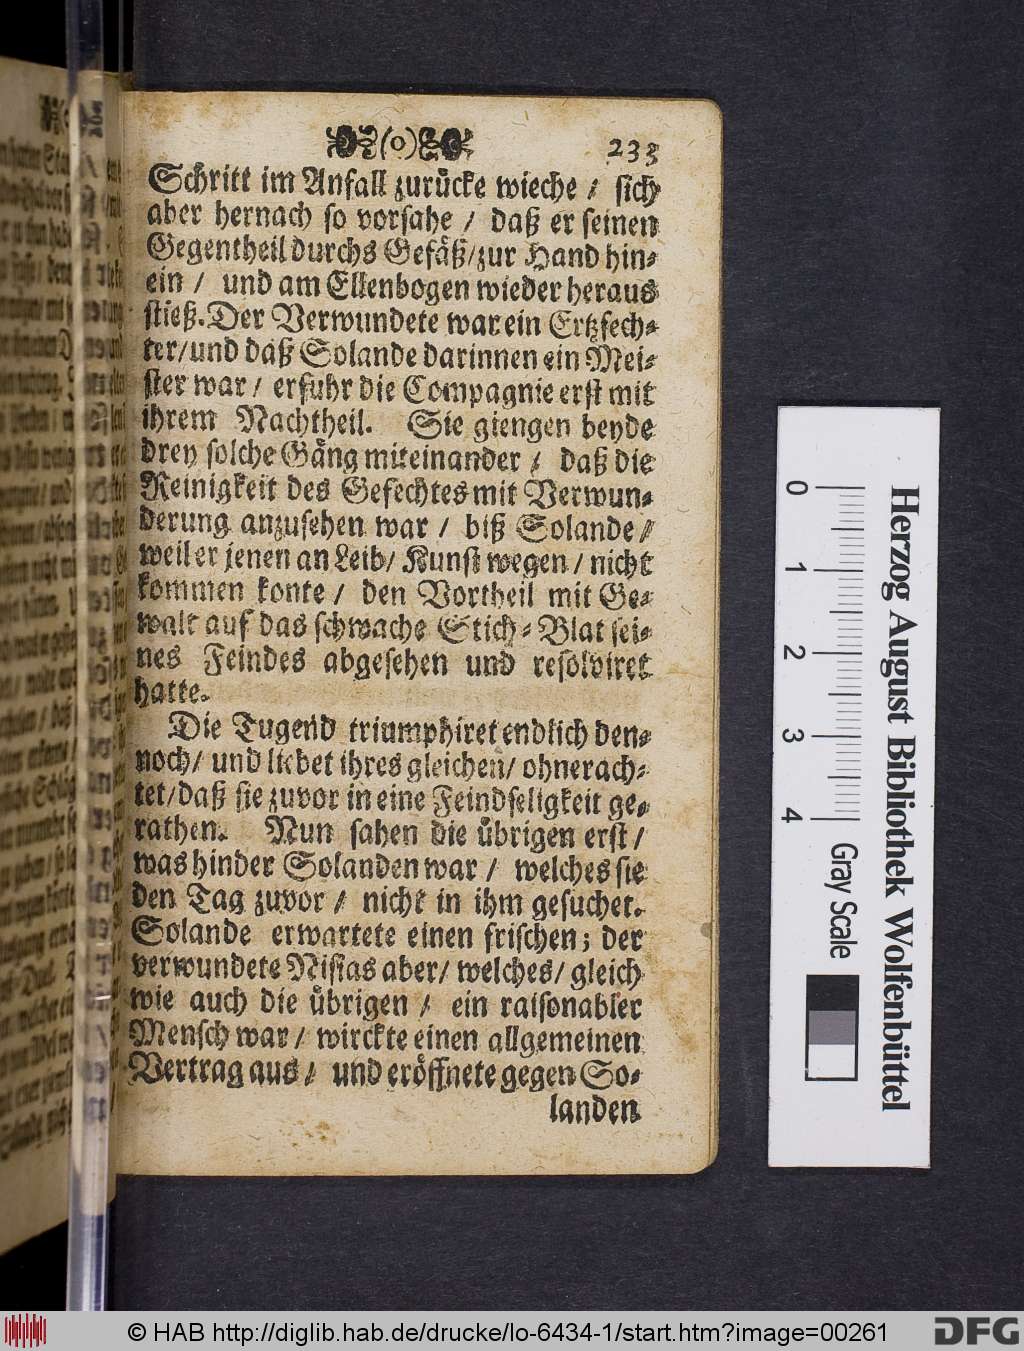 (o) 233
Schritt im Anfall zurücke wieche / sich
aber hernach so vorsahe / daß er seinen
Gegentheil durchs Gefäß / zur Hand hin-
ein / und am Ellenbogen wieder heraus
stieß. Der Verwundete war ein Ertzfech-
ter / und daß Solande darinnen ein Mei-
ster war / erfuhr die Compagnie erst mit
ihrem Nachtheil. Sie giengen beyde
drey solche Gäng miteinander / daß die
Reinigkeit des Gefechtes mit Verwun-
derung anzusehen war / biß Solande /
weil er jenen an Leib / Kunst wegen / nicht
kommen konte / den Vortheil mit Ge-
walt auf das schwache Stich-Blat sei-
nes Feindes abgesehen und resolviret
hatte.
Die Tugend triumphiret endlich den-
noch / und liebet ihres gleichen / ohnerach-
tet / daß sie zuvor in eine Feindseligkeit ge-
rathen. Nun sahen die übrigen erst /
was hinder Solanden war / welches sie
den Tag zuvor / nicht in ihm gesuchet.
Solande erwartete einen frischen; der
verwundete Nisias aber / welches / gleich
wie auch die übrigen / ein raisonabler
Mensch war / wirckte einen allgemeinen
Vertrag aus / und eröffnete gegen So-
landen
0 1 2 3 4
Gray Scale
Herzog August Bibliothek Wolfenbüttel
© HAB http://diglib.hab.de/drucke/lo-6434-1/start.htm?image=00261
DFG